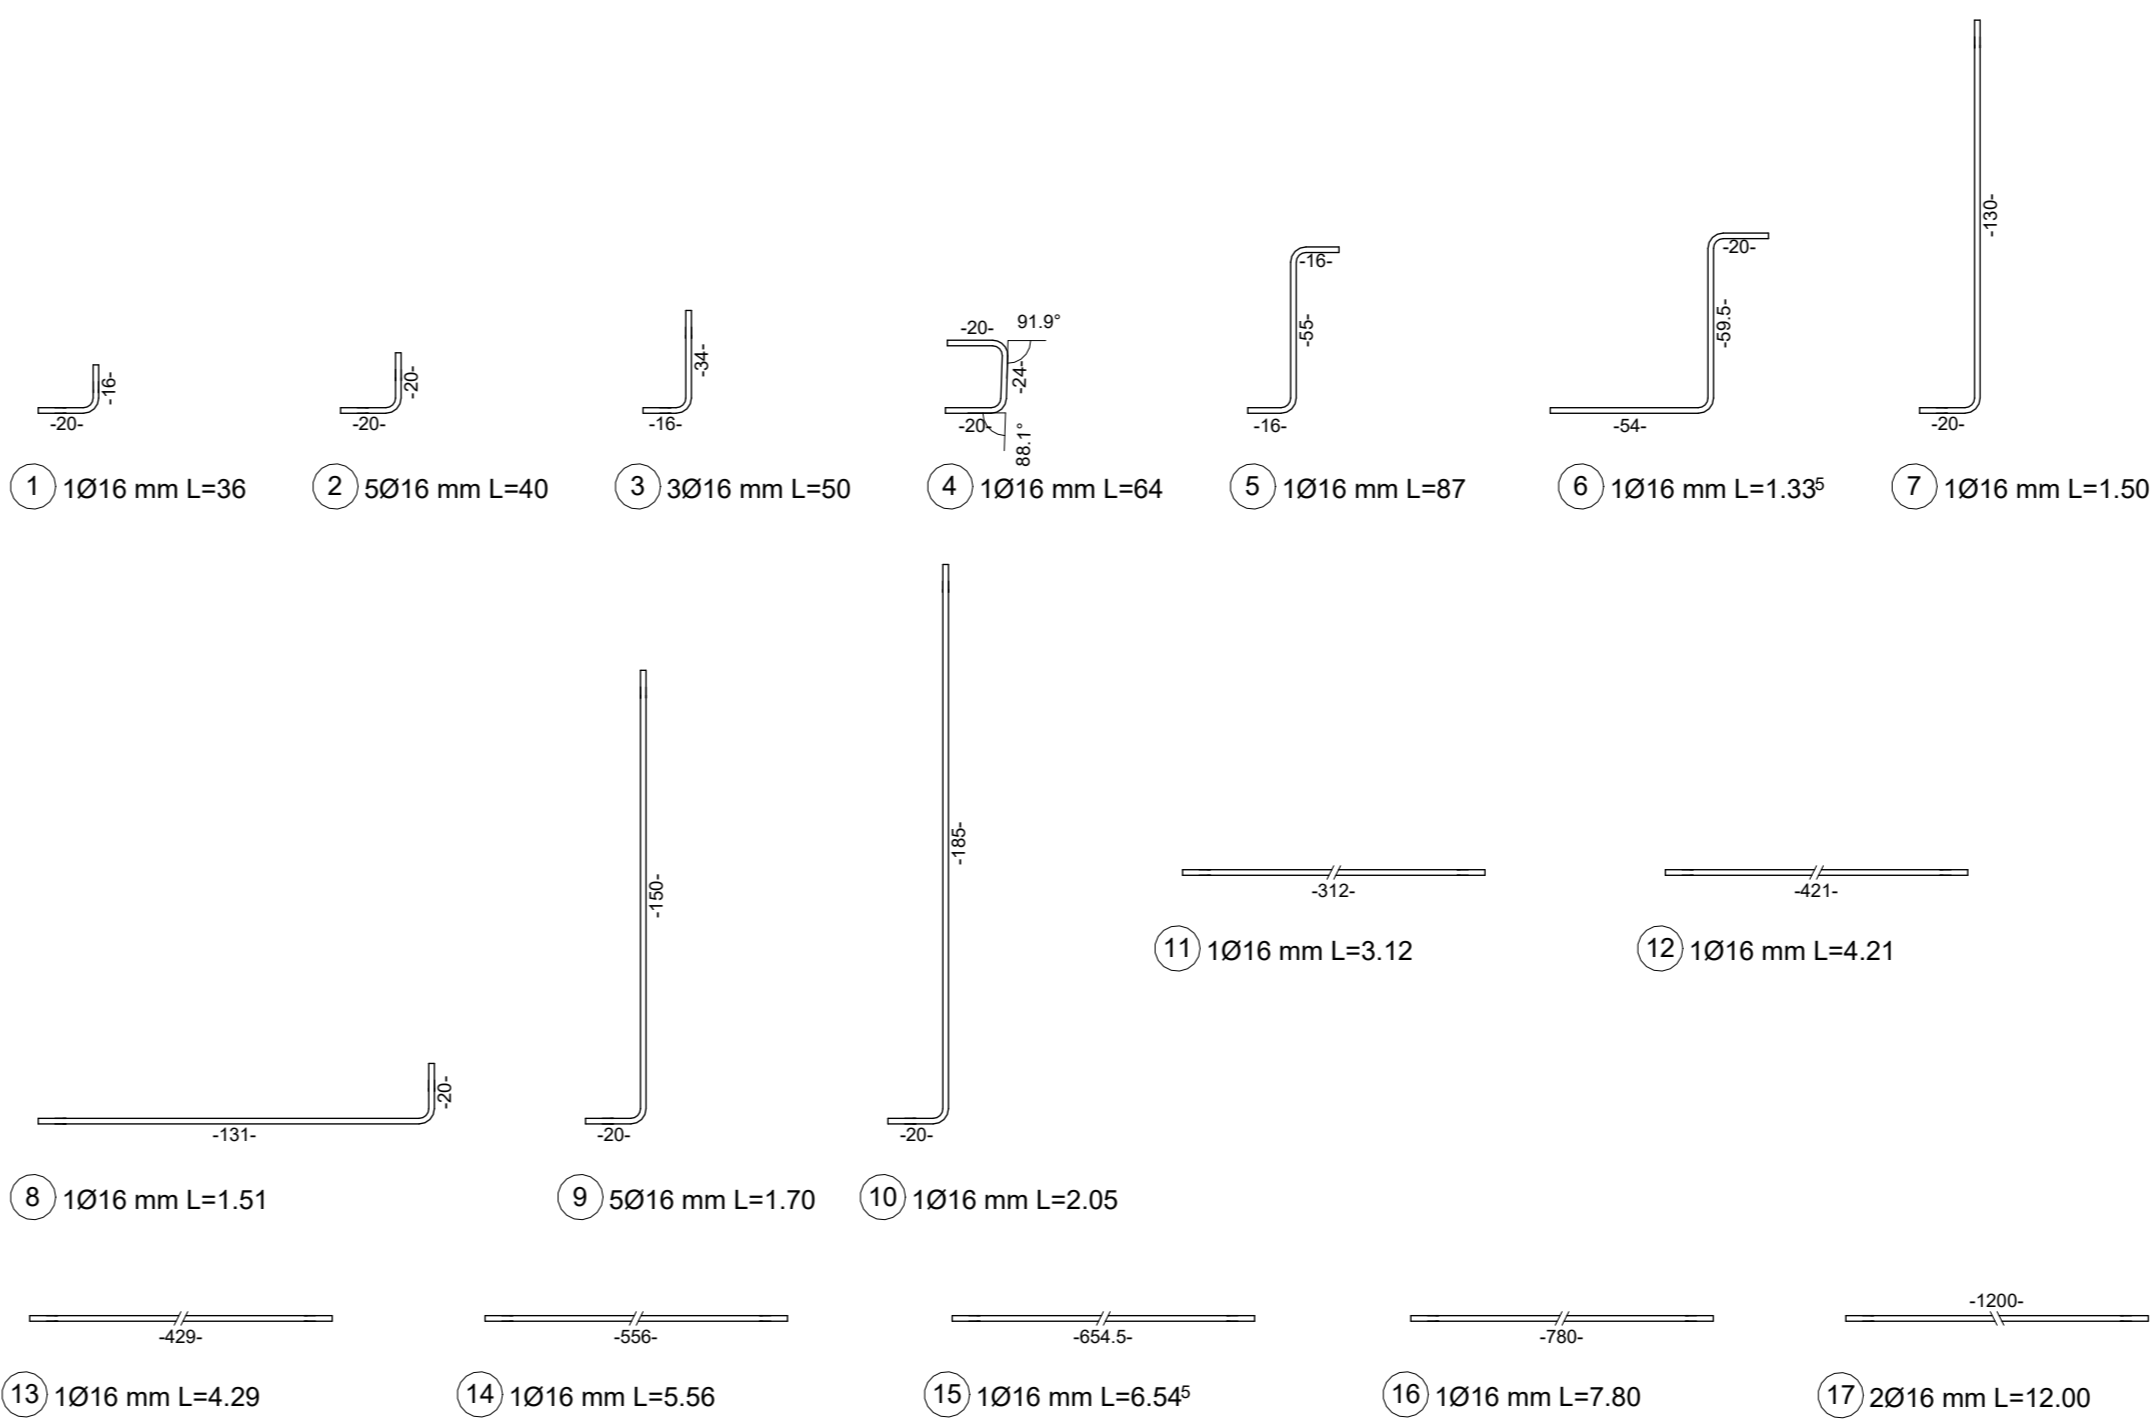 -130-
-16-
-20-
-55-
-59.5-
-20-
91.9°
-34-
-24-
-20-
-16-
-20-
-20-
-16-
-20-
88.1°
-16-
-54-
-20-
1 1Ø16 mm L=36
2 5Ø16 mm L=40
3 3Ø16 mm L=50
4 1Ø16 mm L=64
5 1Ø16 mm L=87
6 1Ø16 mm L=1.33⁵
7 1Ø16 mm L=1.50
-185-
-150-
-312-
-421-
11 1Ø16 mm L=3.12
12 1Ø16 mm L=4.21
-20-
-131-
-20-
-20-
8 1Ø16 mm L=1.51
9 5Ø16 mm L=1.70
10 1Ø16 mm L=2.05
-1200-
-429-
-556-
-654.5-
-780-
13 1Ø16 mm L=4.29
14 1Ø16 mm L=5.56
15 1Ø16 mm L=6.54⁵
16 1Ø16 mm L=7.80
17 2Ø16 mm L=12.00